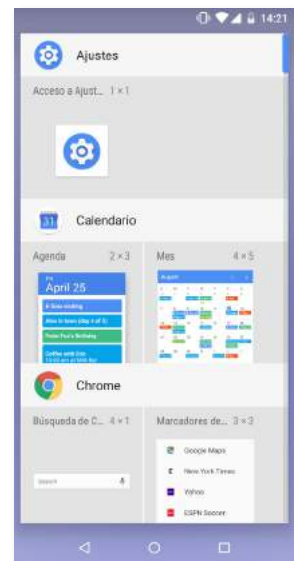 14:21
Ajustes
Acceso a Ajust... 1×1
31
Calendario
Agenda 2×3
Mes 4×5
April 25
August
Chrome
Búsqueda de C... 4×1
Marcadores de... 3×3
Search
Google Maps
New York Times
Yahoo
ESPN Soccer